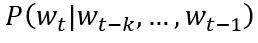 P(w_t|w_{t−k}, … , w_{t−1})